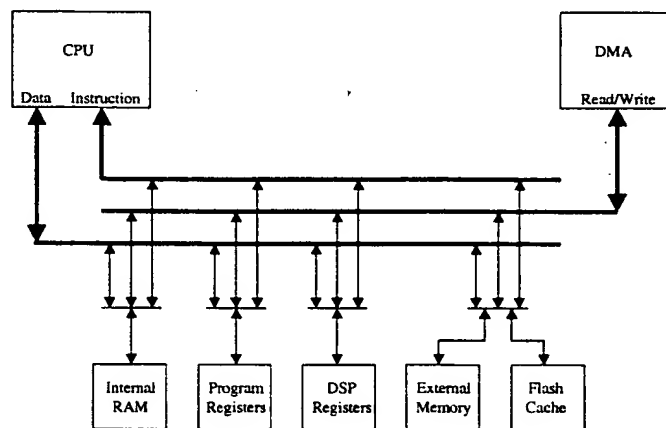 CPU
DMA
Data Instruction
Read/Write
Internal RAM
Program Registers
DSP Registers
External Memory
Flash Cache